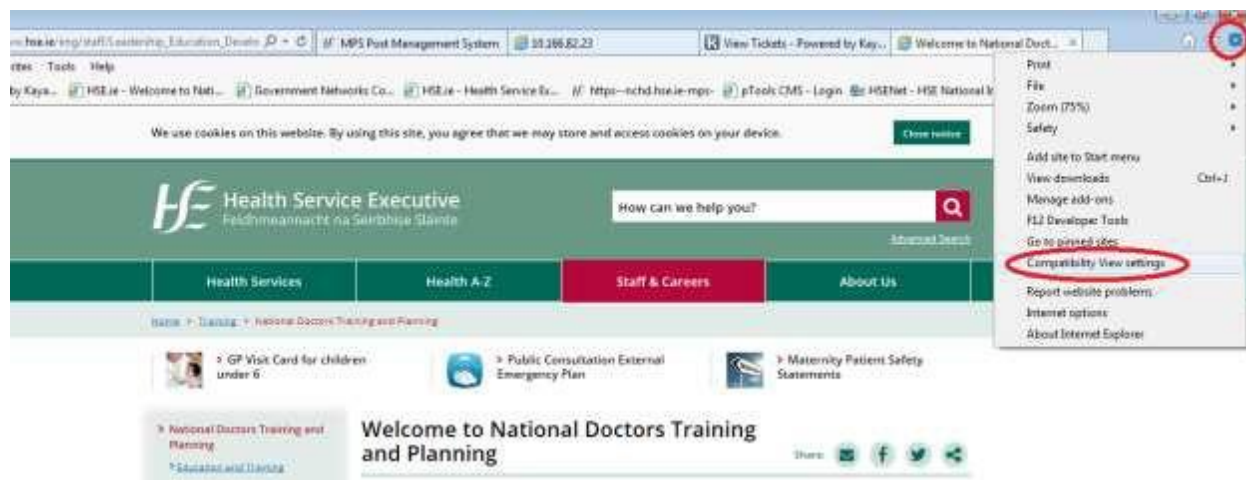 MPS Post Management System
10.166.82.23
View Tickets - Powered by Kay...
Welcome to National Doct...
Tools Help
by Kaya...
HSE.ie - Welcome to Nati...
Government Networks Co...
HSE.ie - Health Service Ex...
https--nchd.hse.ie-mps-
pTools CMS - Login
HSENet - HSE National
We use cookies on this website. By using this site, you agree that we may store and access cookies on your device.
Close notice
Health Service Executive
Feidhmeannacht na Seirbhíse Sláinte
How can we help you?
Advanced Search
Health Services
Health A-Z
Staff & Careers
About Us
Home > Training > National Doctors Training and Planning
> GP Visit Card for children
under 6
> Public Consultation External
Emergency Plan
> Maternity Patient Safety
Statements
> National Doctors Training and
Planning
> Education and Training
Welcome to National Doctors Training
and Planning
Share
Print
File
Zoom (75%)
Safety
Add site to Start menu
View downloads Ctrl+J
Manage add-ons
F12 Developer Tools
Go to pinned sites
Compatibility View settings
Report website problems
Internet options
About Internet Explorer